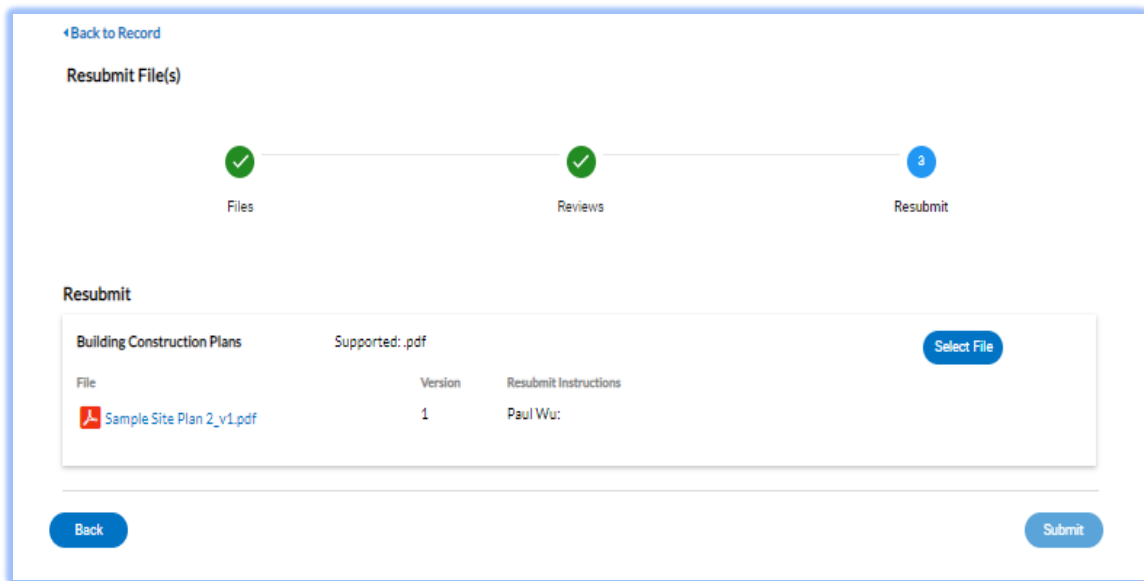 Back to Record
Resubmit File(s)
3
Files Reviews Resubmit
Resubmit
Building Construction Plans Supported: .pdf Select File
File Version Resubmit Instructions
Sample Site Plan 2_v1.pdf 1 Paul Wu:
Back Submit